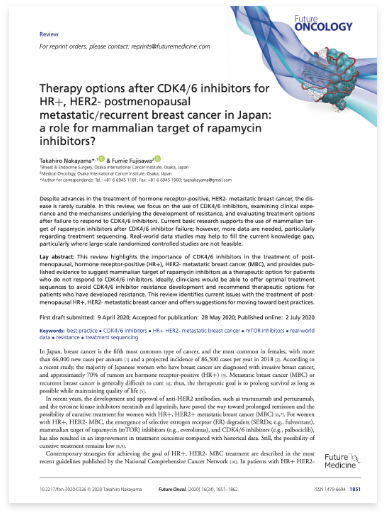 Review
Future
ONCOLOGY
For reprint orders, please contact: reprints@futuremedicine.com
Therapy options after CDK4/6 inhibitors for
HR+, HER2- postmenopausal
metastatic/recurrent breast cancer in Japan:
a role for mammalian target of rapamycin
inhibitors?
Takahiro Nakayama* & Fumie Fujisawa
Breast & Endocrine Surgery, Osaka International Cancer Institute, Osaka, Japan
Medical Oncology, Osaka International Cancer Institute, Osaka, Japan
*Author for correspondence: Tel.: +81 6 6945 1181; Fax: +81 6 6945 1900;
Despite advances in the treatment of hormone receptor-positive, HER2- metastatic breast cancer, the dis-
ease is rarely curable. In this review, we focus on the use of CDK4/6 inhibitors, examining clinical expe-
rience and the mechanisms underlying the development of resistance, and evaluating treatment options
after failure to respond to CDK4/6 inhibitors. Current basic research supports the use of mammalian tar-
get of rapamycin inhibitors after CDK4/6 inhibitor failure; however, more data are needed, particularly
regarding treatment sequencing. Real-world data studies may help to fill the current knowledge gap,
particularly where large-scale randomized controlled studies are not feasible.
Lay abstract: This review highlights the importance of CDK4/6 inhibitors in the treatment of post-
menopausal, hormone receptor-positive (HR+), HER2- metastatic breast cancer (MBC), and provides pub-
lished evidence to suggest mammalian target of rapamycin inhibitors as a therapeutic option for patients
who do not respond to CDK4/6 inhibitors. Ideally, clinicians would be able to offer optimal treatment
sequences to avoid CDK4/6 inhibitor resistance development and recommend therapeutic options for
patients who have developed resistance. This review identifies current issues with the treatment of post-
menopausal HR+, HER2- metastatic breast cancer and offers suggestions for moving toward best practices.
First draft submitted: 9 April 2020; Accepted for publication: 28 May 2020; Published online: 2 July 2020
Keywords: best practice • CDK4/6 inhibitors • HR+ HER2- metastatic breast cancer • mTOR inhibitors • real-world
data • resistance • treatment sequencing
In Japan, breast cancer is the fifth most common type of cancer, and the most common in females, with more
than 66,000 new cases per annum [1] and a projected incidence of 86,500 cases per year in 2018 [2]. According to
a recent study, the majority of Japanese women who have breast cancer are diagnosed with invasive breast cancer,
and approximately 70% of tumors are hormone receptor-positive (HR+) [3]. Metastatic breast cancer (MBC) or
recurrent breast cancer is generally difficult to cure [4]; thus, the therapeutic goal is to prolong survival as long as
possible while maintaining quality of life [5].
In recent years, the development and approval of anti-HER2 antibodies, such as trastuzumab and pertuzumab,
and the tyrosine kinase inhibitors neratinib and lapatinib, have paved the way toward prolonged remission and the
possibility of curative treatment for women with HR+, HER2+ metastatic breast cancer (MBC) For women
with HR+, HER2- MBC, the emergence of selective estrogen receptor (ER) degraders (SERDs; e.g., fulvestrant),
mammalian target of rapamycin (mTOR) inhibitors (e.g., everolimus), and CDK4/6 inhibitors (e.g., palbociclib),
has also resulted in an improvement in treatment outcomes compared with historical data. Still, the possibility of
curative treatment remains low
Contemporary strategies for achieving the goal of HR+, HER2- MBC treatment are described in the most
recent guidelines published by the National Comprehensive Cancer Network In patients with HR+ HER2-
Future
Medicine
10.2217/fon-2020-0326 © 2020 Takahiro Nakayama
Future Oncol. (2020) 16(24), 1851–1862
ISSN 1479-6694
1851